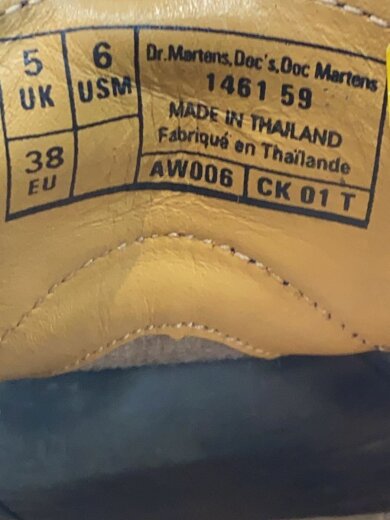 5 UK
6 USM
38 EU
Dr.Martens, Doc's, Doc Martens
1461 59
MADE IN THAILAND
Fabriqué en Thaïlande
AW006
CK 01 T